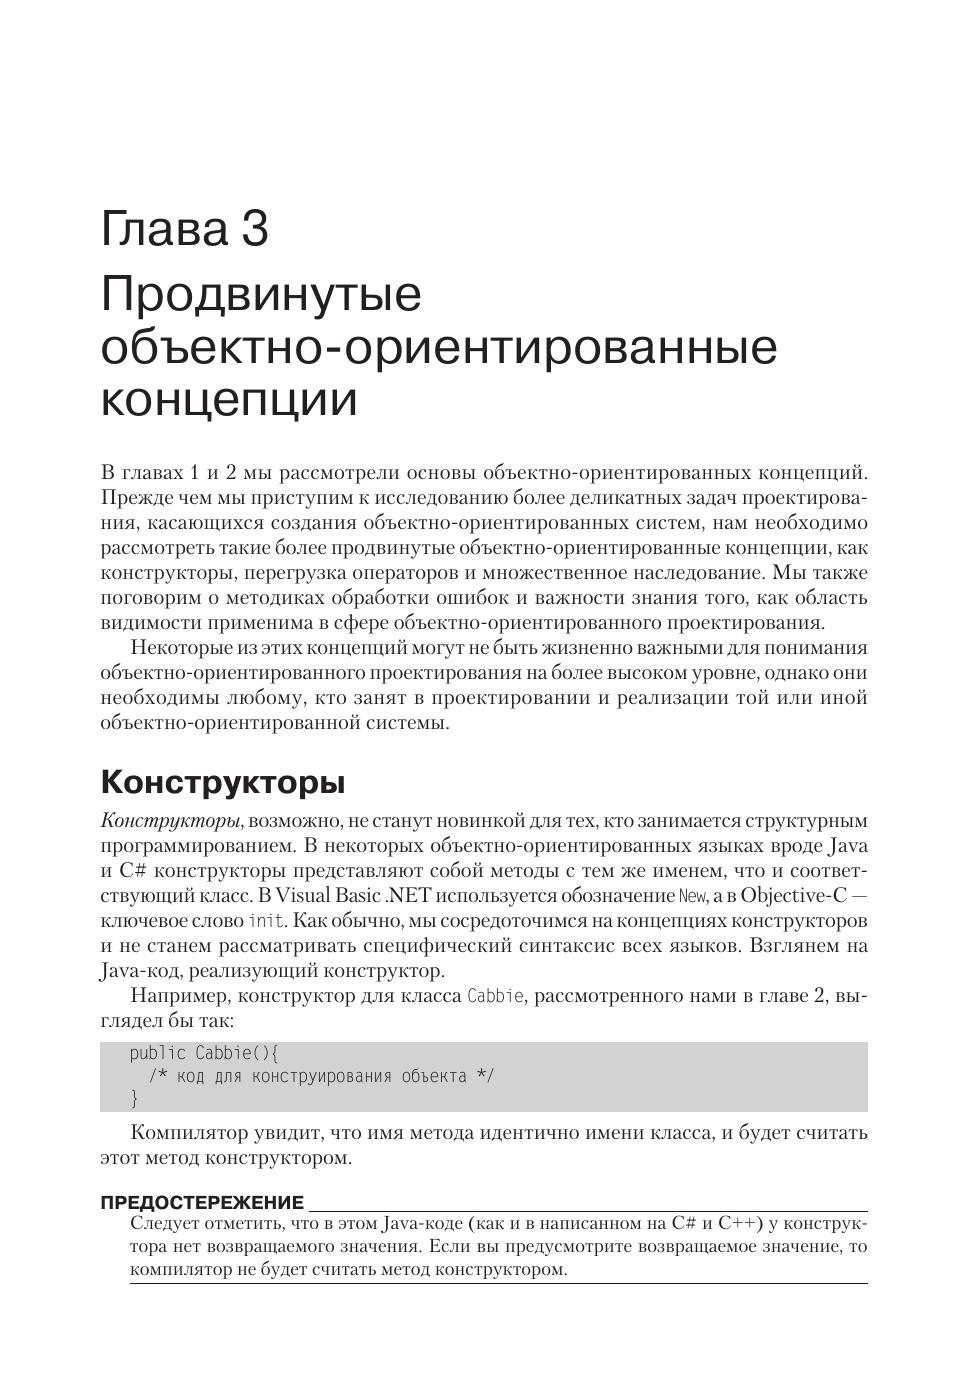 Глава 3
Продвинутые
объектно-ориентированные
концепции
В главах 1 и 2 мы рассмотрели основы объектно-ориентированных концепций.
Прежде чем мы приступим к исследованию более деликатных задач проектирова-
ния, касающихся создания объектно-ориентированных систем, нам необходимо
рассмотреть такие более продвинутые объектно-ориентированные концепции, как
конструкторы, перегрузка операторов и множественное наследование. Мы также
поговорим о методиках обработки ошибок и важности знания того, как область
видимости применима в сфере объектно-ориентированного проектирования.
Некоторые из этих концепций могут не быть жизненно важными для понимания
объектно-ориентированного проектирования на более высоком уровне, однако они
необходимы любому, кто занят в проектировании и реализации той или иной
объектно-ориентированной системы.
Конструкторы
Конструкторы, возможно, не станут новинкой для тех, кто занимается структурным
программированием. В некоторых объектно-ориентированных языках вроде Java
и C# конструкторы представляют собой методы с тем же именем, что и соответ-
ствующий класс. В Visual Basic .NET используется обозначение New, а в Objective-C —
ключевое слово init. Как обычно, мы сосредоточимся на концепциях конструкторов
и не станем рассматривать специфический синтаксис всех языков. Взглянем на
Java-код, реализующий конструктор.
Например, конструктор для класса Cabbie, рассмотренного нами в главе 2, вы-
глядел бы так:
public Cabbie(){
/* код для конструирования объекта */
}
Компилятор увидит, что имя метода идентично имени класса, и будет считать
этот метод конструктором.
ПРЕДОСТЕРЕЖЕНИЕ
Следует отметить, что в этом Java-коде (как и в написанном на C# и C++) у конструк-
тора нет возвращаемого значения. Если вы предусмотрите возвращаемое значение, то
компилятор не будет считать метод конструктором.